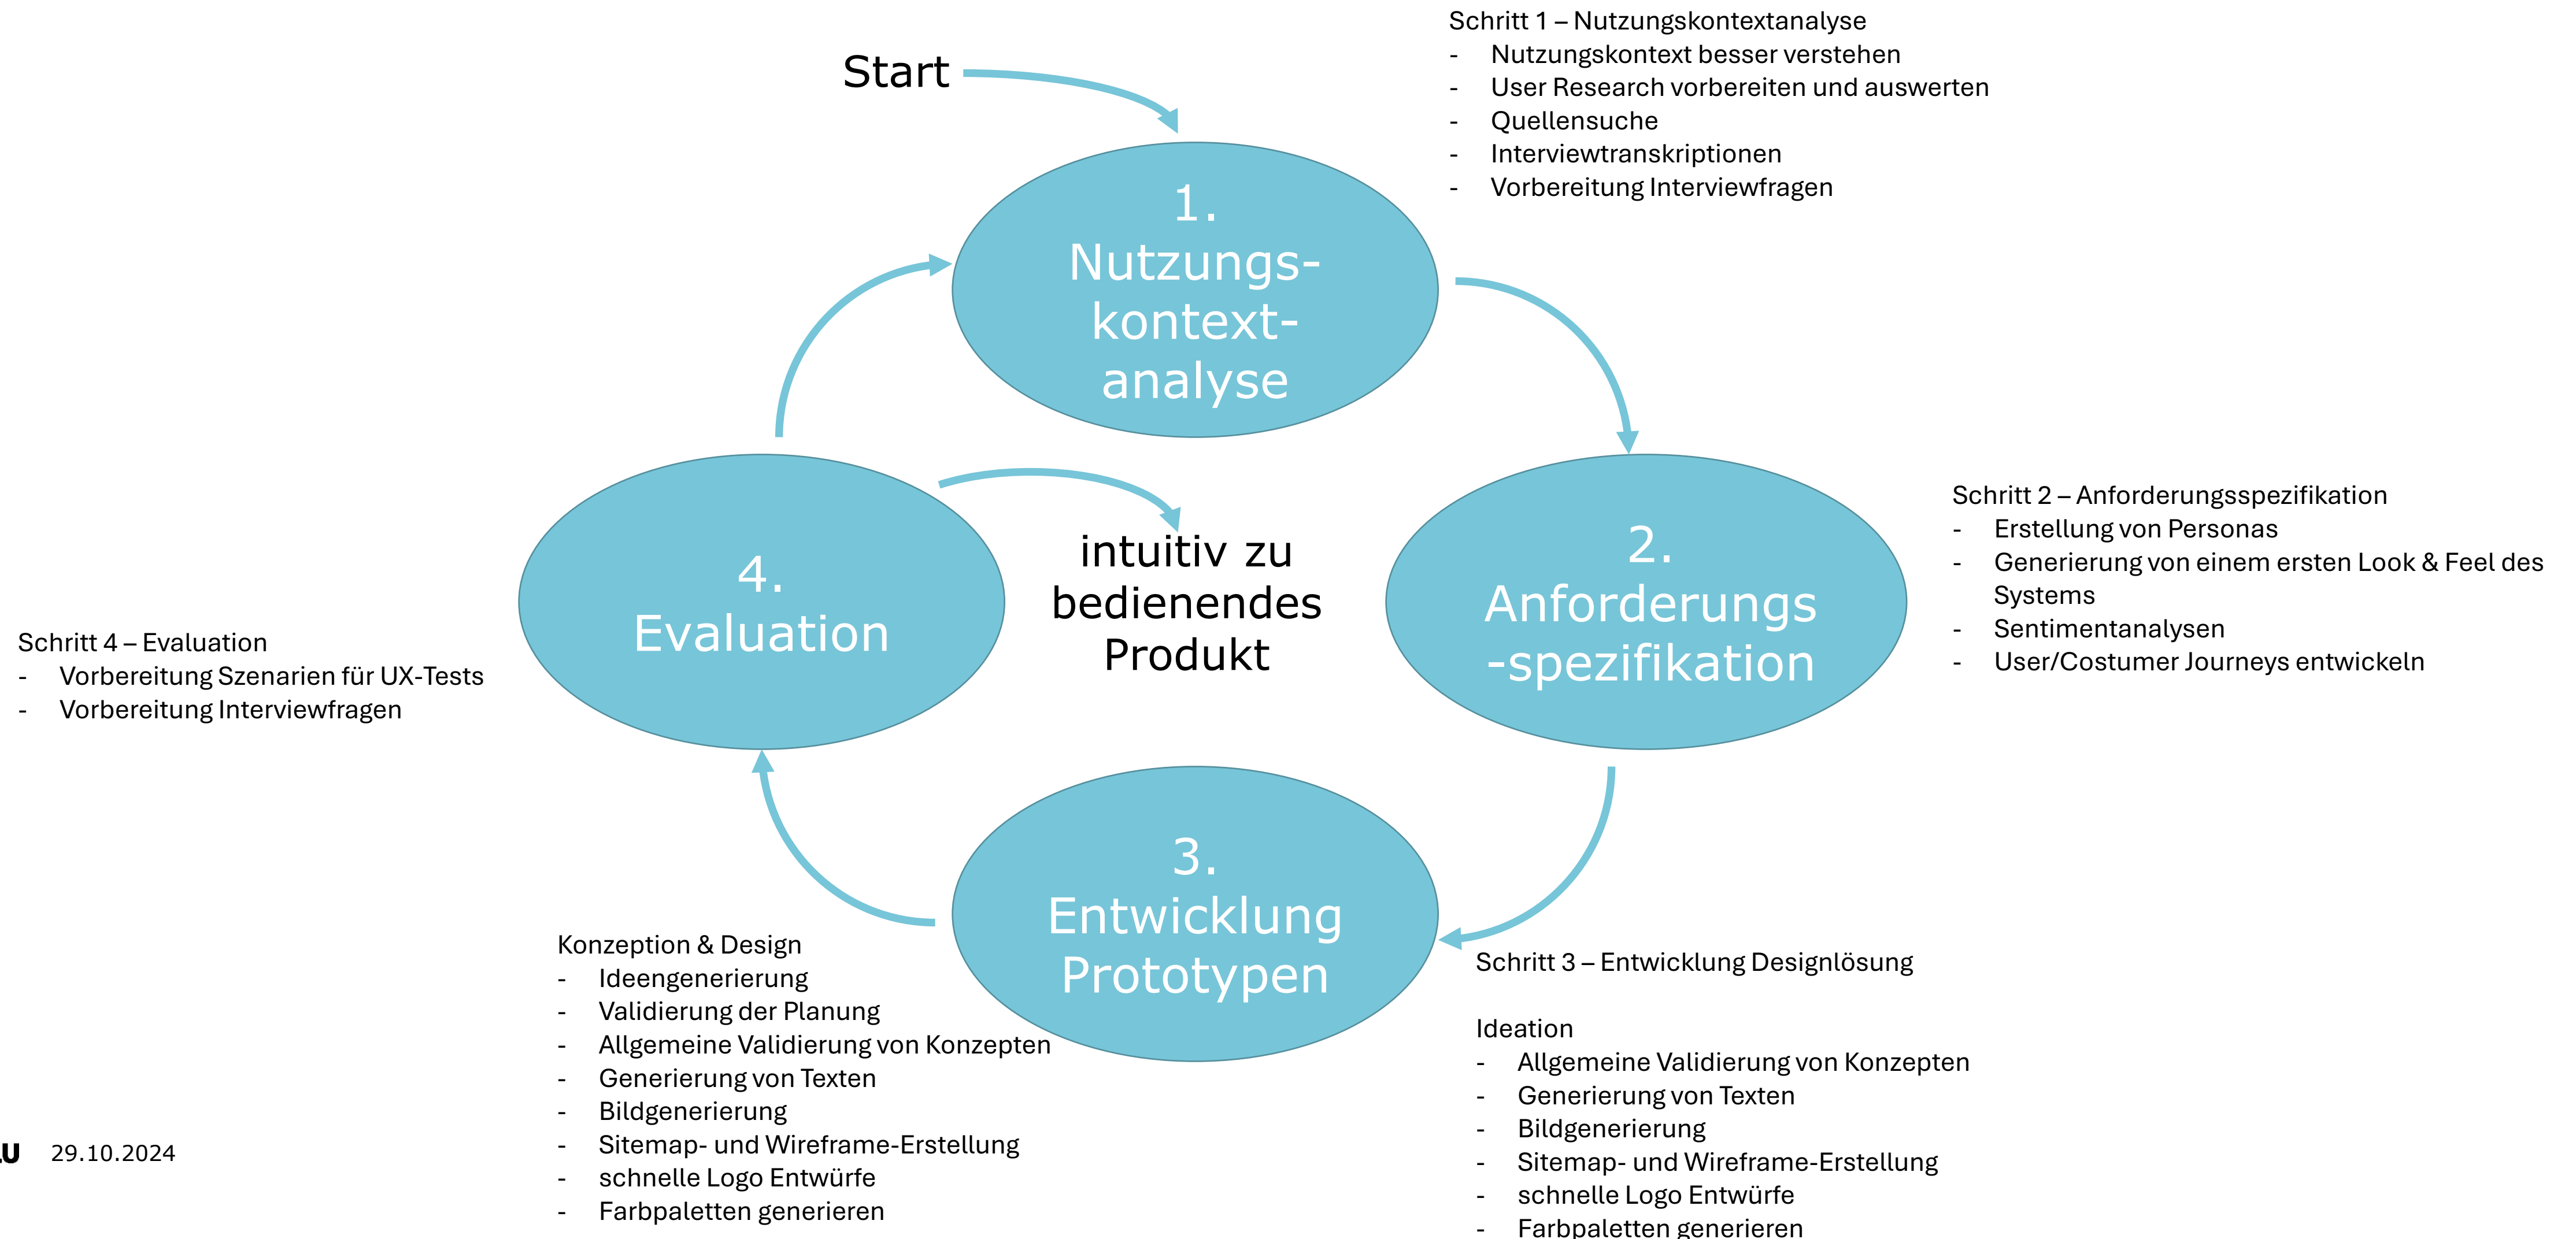 Start
Schritt 1 – Nutzungskontextanalyse
- Nutzungskontext besser verstehen
- User Research vorbereiten und auswerten
- Quellensuche
- Interviewtranskriptionen
- Vorbereitung Interviewfragen
1.
Nutzungs-
kontext-
analyse
2.
Anforderungs
-spezifikation
Schritt 2 – Anforderungsspezifikation
- Erstellung von Personas
- Generierung von einem ersten Look & Feel des
Systems
- Sentimentanalysen
- User/Costumer Journeys entwickeln
intuitiv zu
bedienendes
Produkt
4.
Evaluation
Schritt 4 – Evaluation
- Vorbereitung Szenarien für UX-Tests
- Vorbereitung Interviewfragen
3.
Entwicklung
Prototypen
Konzeption & Design
- Ideengenerierung
- Validierung der Planung
- Allgemeine Validierung von Konzepten
- Generierung von Texten
- Bildgenerierung
- Sitemap- und Wireframe-Erstellung
- schnelle Logo Entwürfe
- Farbpaletten generieren
Schritt 3 – Entwicklung Designlösung
Ideation
- Allgemeine Validierung von Konzepten
- Generierung von Texten
- Bildgenerierung
- Sitemap- und Wireframe-Erstellung
- schnelle Logo Entwürfe
- Farbpaletten generieren
29.10.2024